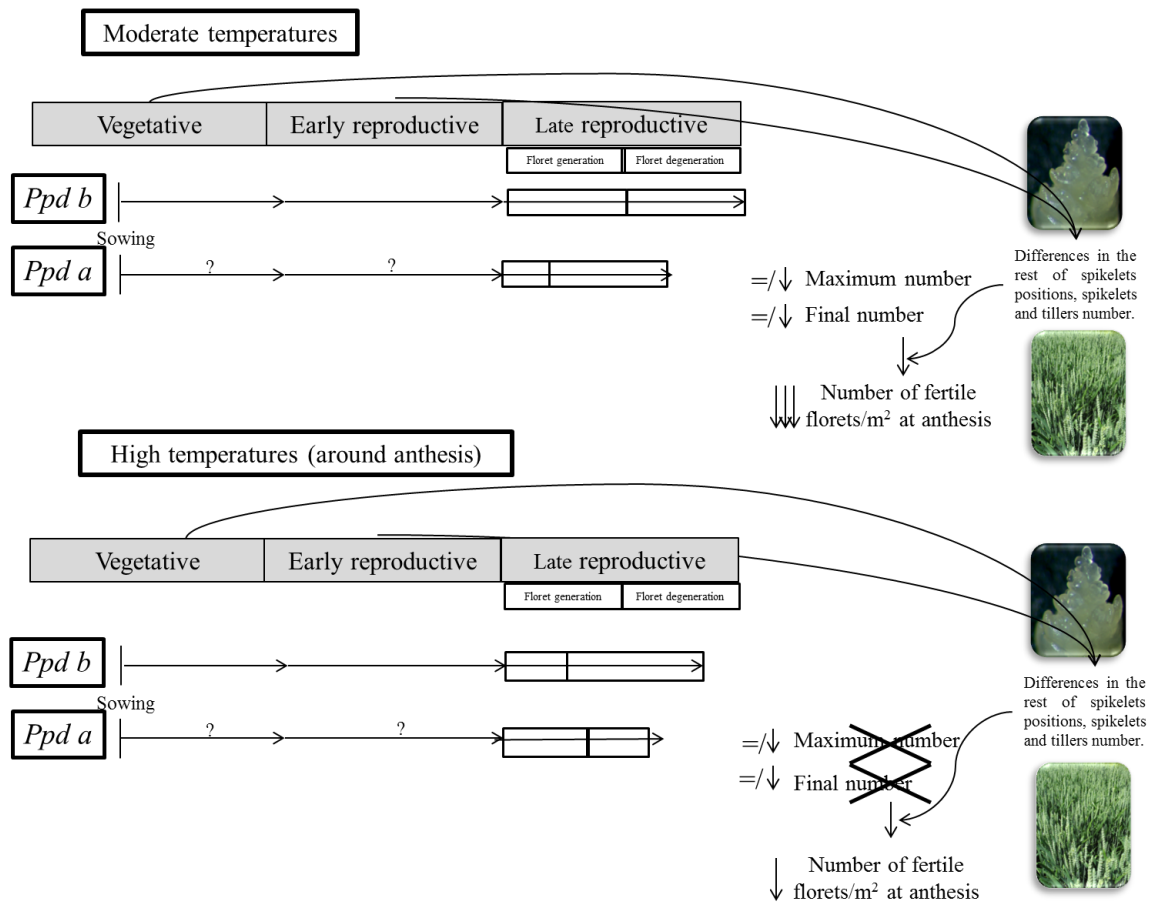 Moderate temperatures
Vegetative
Early reproductive
Late reproductive
Floret generation
Floret degeneration
Ppd b
Sowing
Ppd a
?
?
=/↓ Maximum number
=/↓ Final number
↓↓↓ Number of fertile
florets/m² at anthesis
Differences in the
rest of spikelets
positions, spikelets
and tillers number.
High temperatures (around anthesis)
Vegetative
Early reproductive
Late reproductive
Floret generation
Floret degeneration
Ppd b
Sowing
Ppd a
?
?
=/↓ Maximum number
=/↓ Final number
↓ Number of fertile
florets/m² at anthesis
Differences in the
rest of spikelets
positions, spikelets
and tillers number.